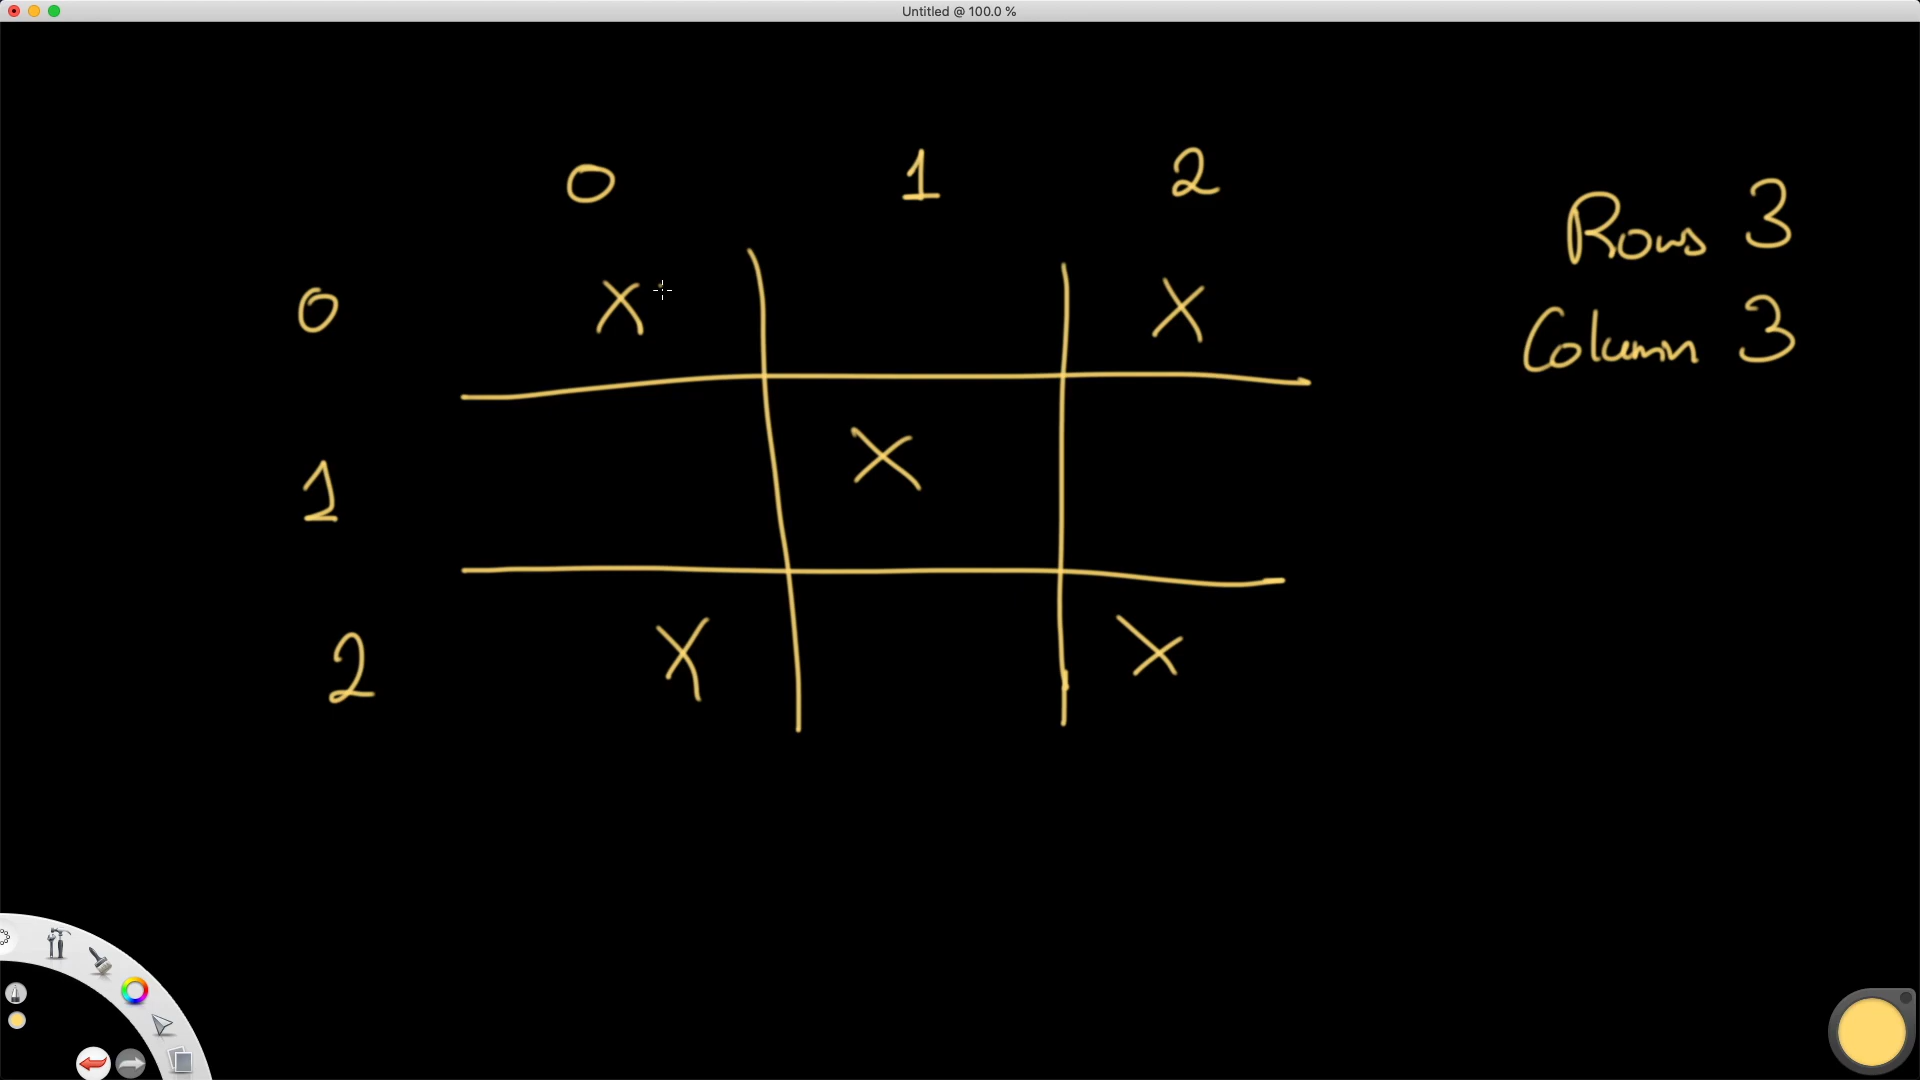 Untitled @ 100.0 %
0 1 2
0 X X
1 X
2 X X
Rows 3
Column 3